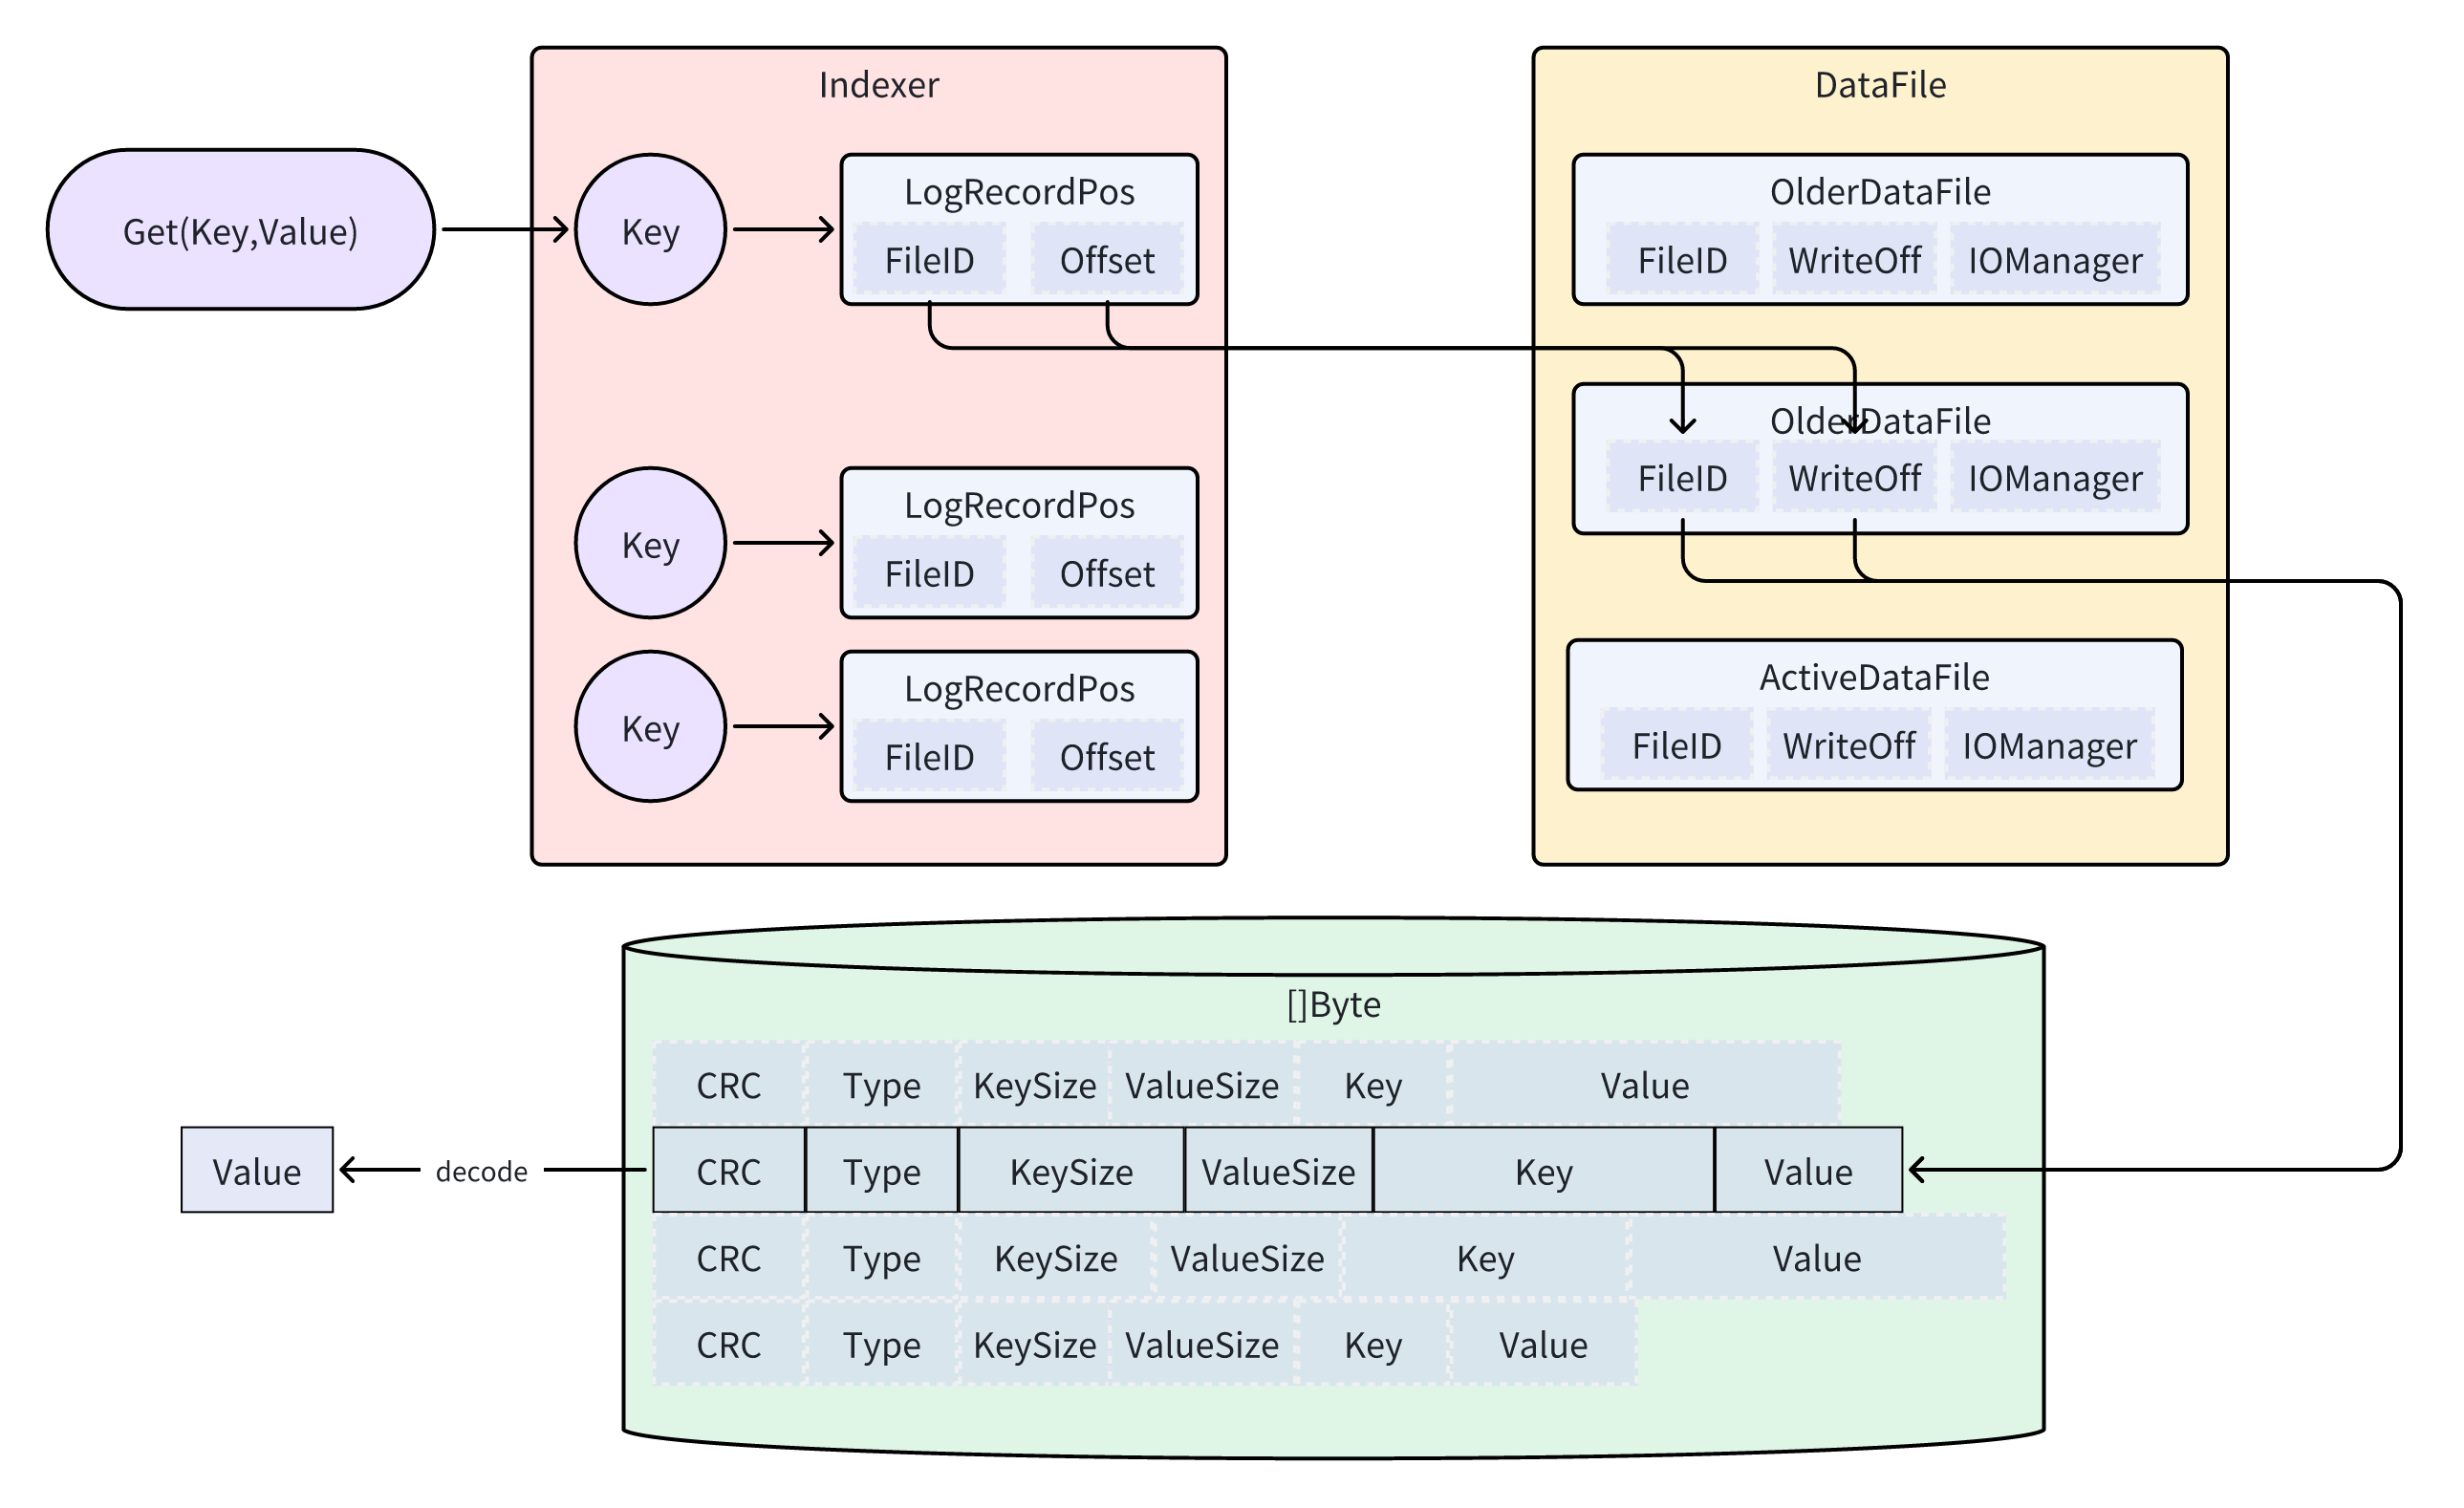 Indexer
DataFile
Get(Key,Value)
Key
LogRecordPos
FileID Offset
OlderDataFile
FileID WriteOff IOManager
OlderDataFile
FileID WriteOff IOManager
Key
LogRecordPos
FileID Offset
Key
LogRecordPos
FileID Offset
ActiveDataFile
FileID WriteOff IOManager
[]Byte
CRC Type KeySize ValueSize Key Value
Value
decode
CRC Type KeySize ValueSize Key Value
CRC Type KeySize ValueSize Key Value
CRC Type KeySize ValueSize Key Value